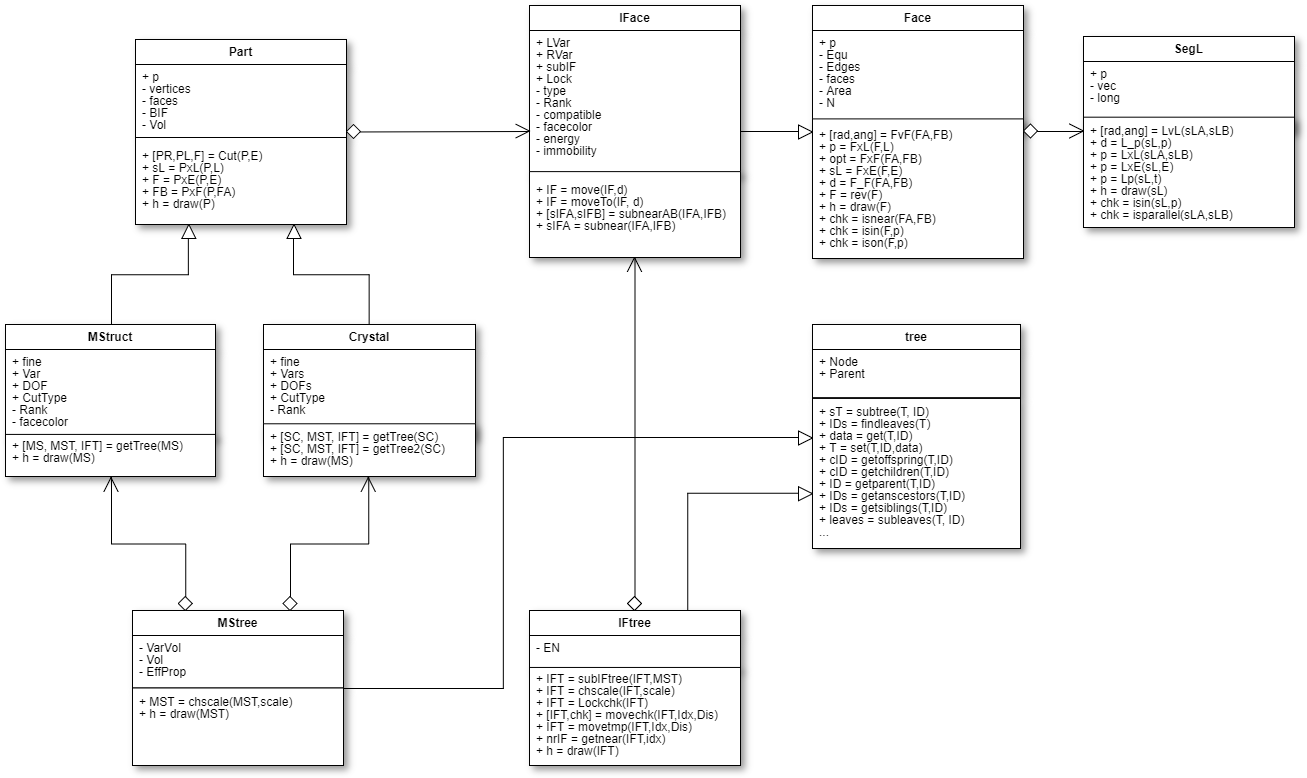 Part
+ p
- vertices
- faces
- BIF
- Vol
+ [PR,PL,F] = Cut(P,E)
+ sL = PxL(P,L)
+ F = PxE(P,E)
+ FB = PxF(P,FA)
+ h = draw(P)
IFace
+ LVar
+ RVar
+ subIF
+ Lock
- type
- Rank
- compatible
- facecolor
- energy
- immobility
+ IF = move(IF,d)
+ IF = moveTo(IF, d)
+ [sIFA,sIFB] = subnearAB(IFA,IFB)
+ sIFA = subnear(IFA,IFB)
Face
+ p
- Equ
- Edges
- faces
- Area
- N
+ [rad,ang] = FvF(FA,FB)
+ p = FxL(F,L)
+ opt = FxF(FA,FB)
+ sL = FxE(F,E)
+ d = F_F(FA,FB)
+ F = rev(F)
+ h = draw(F)
+ chk = isnear(FA,FB)
+ chk = isin(F,p)
+ chk = ison(F,p)
SegL
+ p
- vec
- long
+ [rad,ang] = LvL(sLA,sLB)
+ d = L_p(sL,p)
+ p = LxL(sLA,sLB)
+ p = LxE(sL,E)
+ p = Lp(sL,t)
+ h = draw(sL)
+ chk = isin(sL,p)
+ chk = isparallel(sLA,sLB)
MStruct
+ fine
+ Var
+ DOF
+ CutType
- Rank
- facecolor
+ [MS, MST, IFT] = getTree(MS)
+ h = draw(MS)
Crystal
+ fine
+ Vars
+ DOFs
+ CutType
- Rank
+ [SC, MST, IFT] = getTree(SC)
+ [SC, MST, IFT] = getTree2(SC)
+ h = draw(MS)
tree
+ Node
+ Parent
+ sT = subtree(T, ID)
+ IDs = findleaves(T)
+ data = get(T,ID)
+ T = set(T,ID,data)
+ cID = getoffspring(T,ID)
+ cID = getchildren(T,ID)
+ ID = getparent(T,ID)
+ IDs = getanscestors(T,ID)
+ IDs = getsiblings(T,ID)
+ leaves = subleaves(T, ID)
...
MStree
- VarVol
- Vol
- EffProp
+ MST = chscale(MST,scale)
+ h = draw(MST)
IFtree
- EN
+ IFT = subIFtree(IFT,MST)
+ IFT = chscale(IFT,scale)
+ IFT = Lockchk(IFT)
+ [IFT,chk] = movechk(IFT,Idx,Dis)
+ IFT = movetmp(IFT,Idx,Dis)
+ nrIF = getnear(IFT,idx)
+ h = draw(IFT)